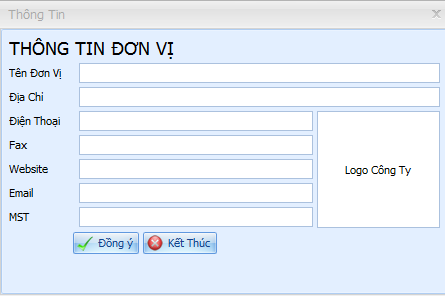 Thông Tin
THÔNG TIN ĐƠN VỊ
Tên Đơn Vị
Địa Chỉ
Điện Thoại
Fax
Website
Email
MST
Logo Công Ty
Đồng ý
Kết Thúc